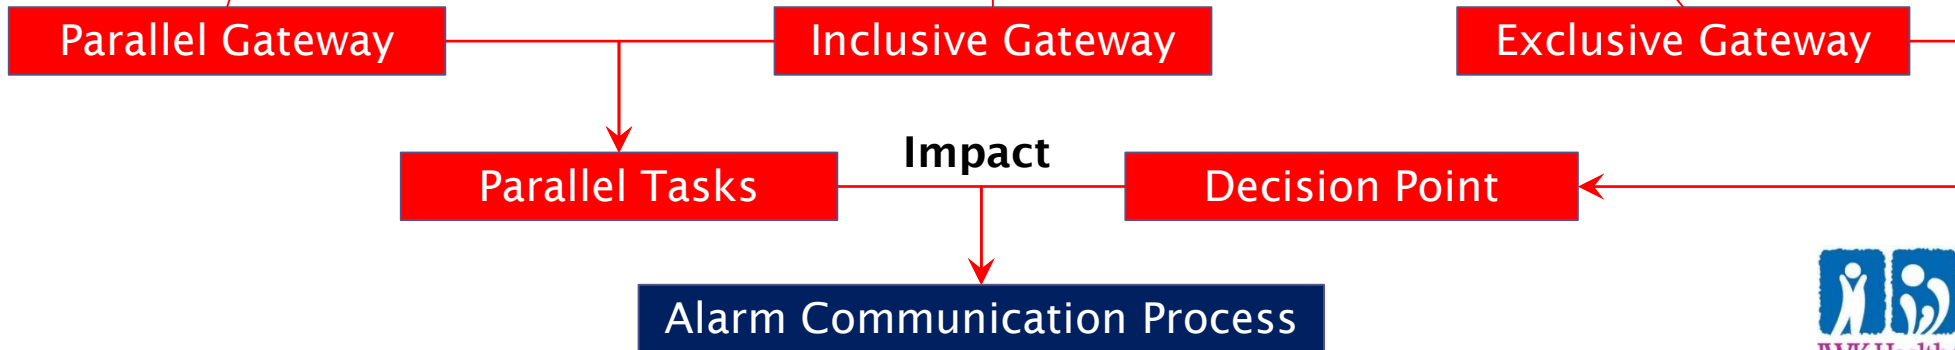 Parallel Gateway
Inclusive Gateway
Exclusive Gateway
Impact
Parallel Tasks
Decision Point
Alarm Communication Process